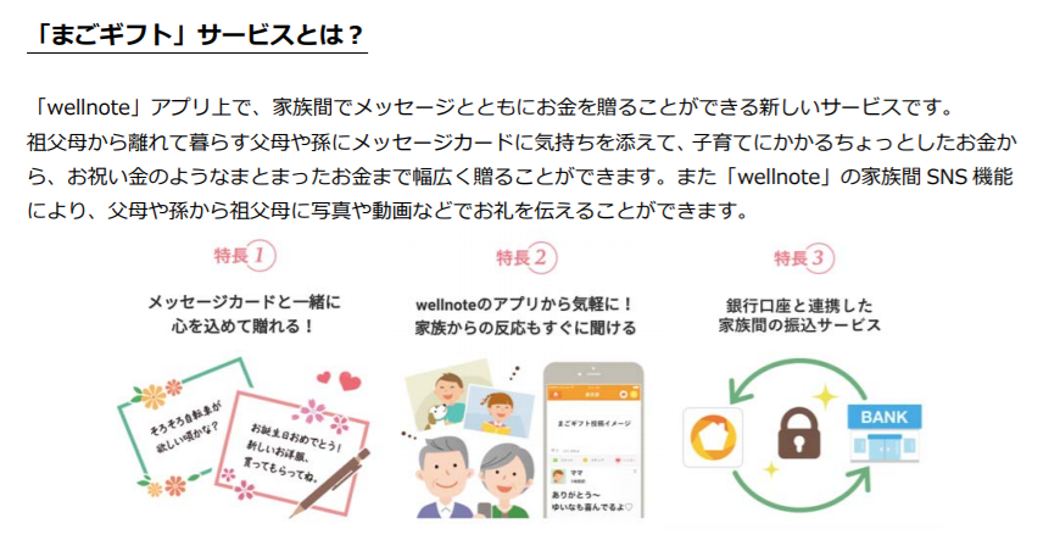 「まごギフト」サービスとは？
「wellnote」アプリ上で、家族間でメッセージとともにお金を贈ることができる新しいサービスです。
祖父母から離れて暮らす父母や孫にメッセージカードに気持ちを添えて、子育てにかかるちょっとしたお金か
ら、お祝い金のようなまとまったお金まで幅広く贈ることができます。また「wellnote」の家族間 SNS 機能
により、父母や孫から祖父母に写真や動画などでお礼を伝えることができます。
特長1
メッセージカードと一緒に
心を込めて贈れる！
そろそろ自転車が
欲しい頃かな？
お誕生日おめでとう！
新しいお洋服、
買ってもらってね。
特長2
wellnoteのアプリから気軽に！
家族からの反応もすぐに聞ける
まごギフト投稿イメージ
ママ
ありがとう〜
ゆいなも喜んでるよ♡
特長3
銀行口座と連携した
家族間の振込サービス
BANK